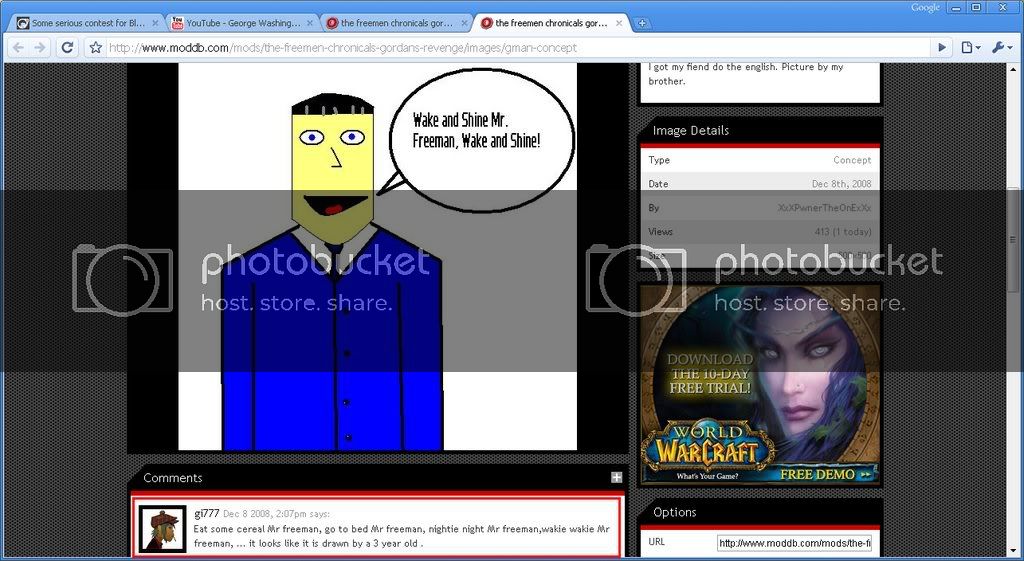 Google
Some serious contest for Bl...
YouTube - George Washing...
the freemen chronicals gor...
the freemen chronicals gor...
http://www.moddb.com/mods/the-freemen-chronicals-gordans-revenge/images/gman-concept
I got my fiend do the english. Picture by my
brother.
Wake and Shine Mr.
Freeman, Wake and Shine!
Image Details
Type Concept
Date Dec 8th, 2008
By XxXPwnerTheOnExXx
Views 413 (1 today)
Size
photobucket
host. store. share.
photobucket
host. store. share.
DOWNLOAD
THE 10-DAY
FREE TRIAL!
WORLD
WARCRAFT
What's Your Game?
FREE DEMO
Comments
gi777 Dec 8 2008, 2:07pm says:
Eat some cereal Mr freeman, go to bed Mr freeman, nightie night Mr freeman,wakie wakie Mr
freeman, ... it looks like it is drawn by a 3 year old .
Options
URL http://www.moddb.com/mods/the-fi